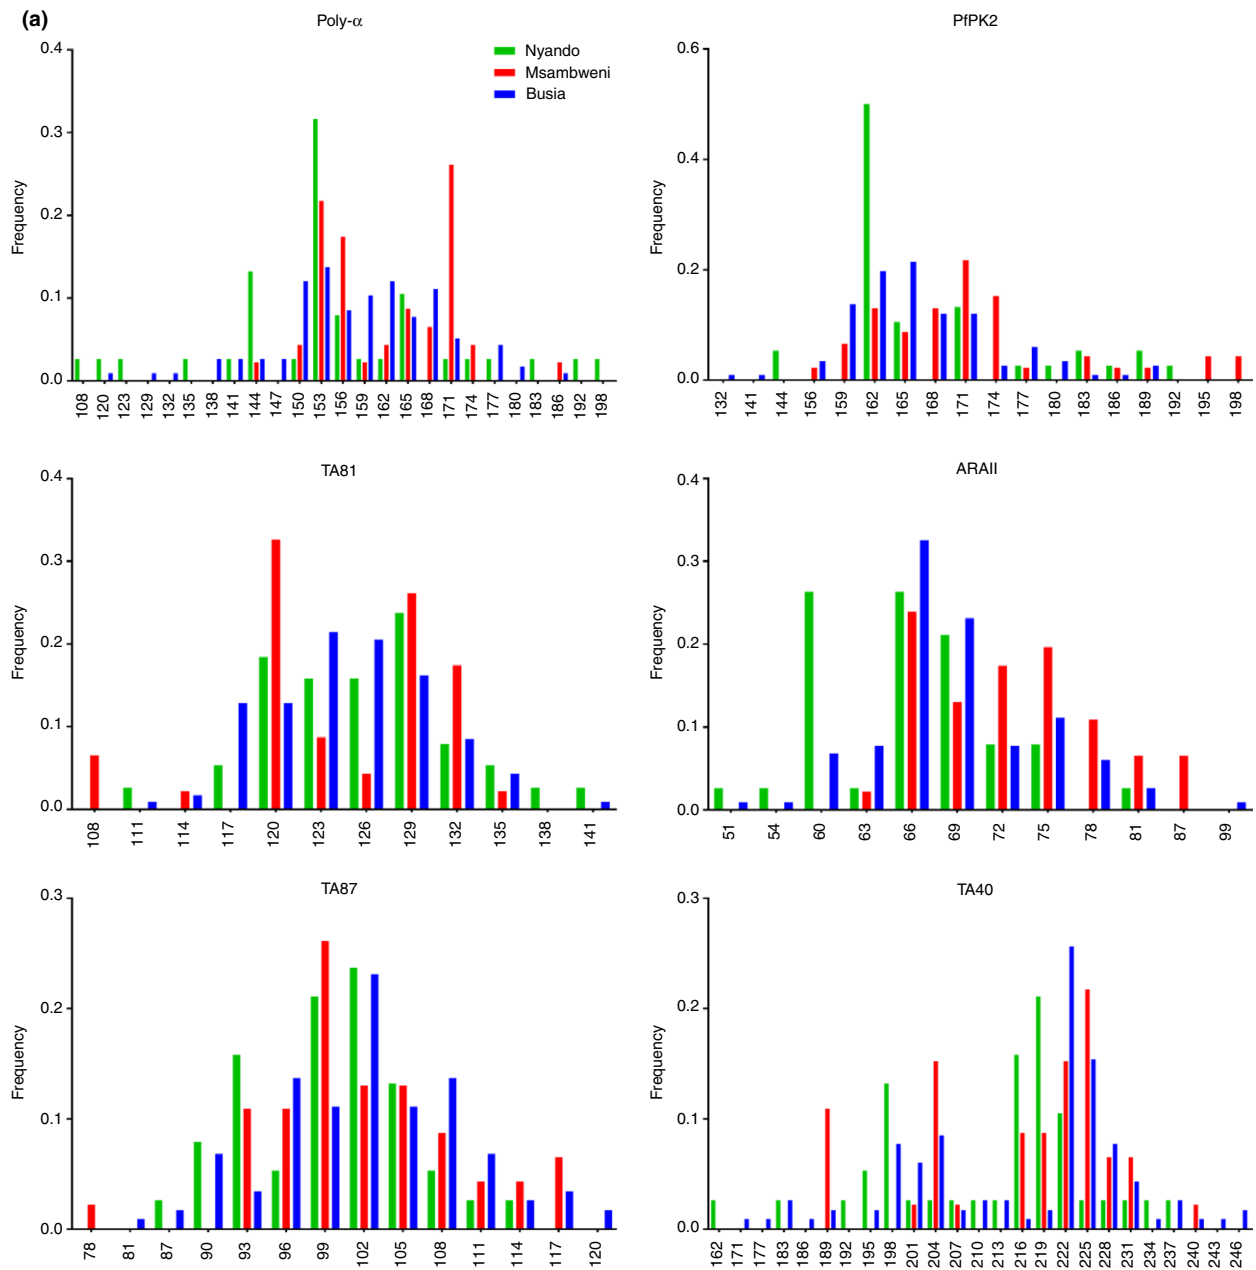 (a)
Poly-α
Frequency
0.4
0.3
0.2
0.1
0.0
Nyando
Msambweni
Busia
108 120 123 129 132 135 138 141 144 147 150 153 156 159 162 165 168 171 174 177 180 183 186 192 198
PfPK2
Frequency
0.6
0.4
0.2
0.0
132 141 144 156 159 162 165 168 171 174 177 180 183 186 189 192 195 198
TA81
Frequency
0.4
0.3
0.2
0.1
0.0
108 111 114 117 120 123 126 129 132 135 138 141
ARAII
Frequency
0.4
0.3
0.2
0.1
0.0
51 54 60 63 66 69 72 75 78 81 87 99
TA87
Frequency
0.3
0.2
0.1
0.0
78 81 87 90 93 96 99 102 105 108 111 114 117 120
TA40
Frequency
0.3
0.2
0.1
0.0
162 171 177 183 186 189 192 195 198 201 204 207 210 213 216 219 222 225 228 231 234 237 240 243 246